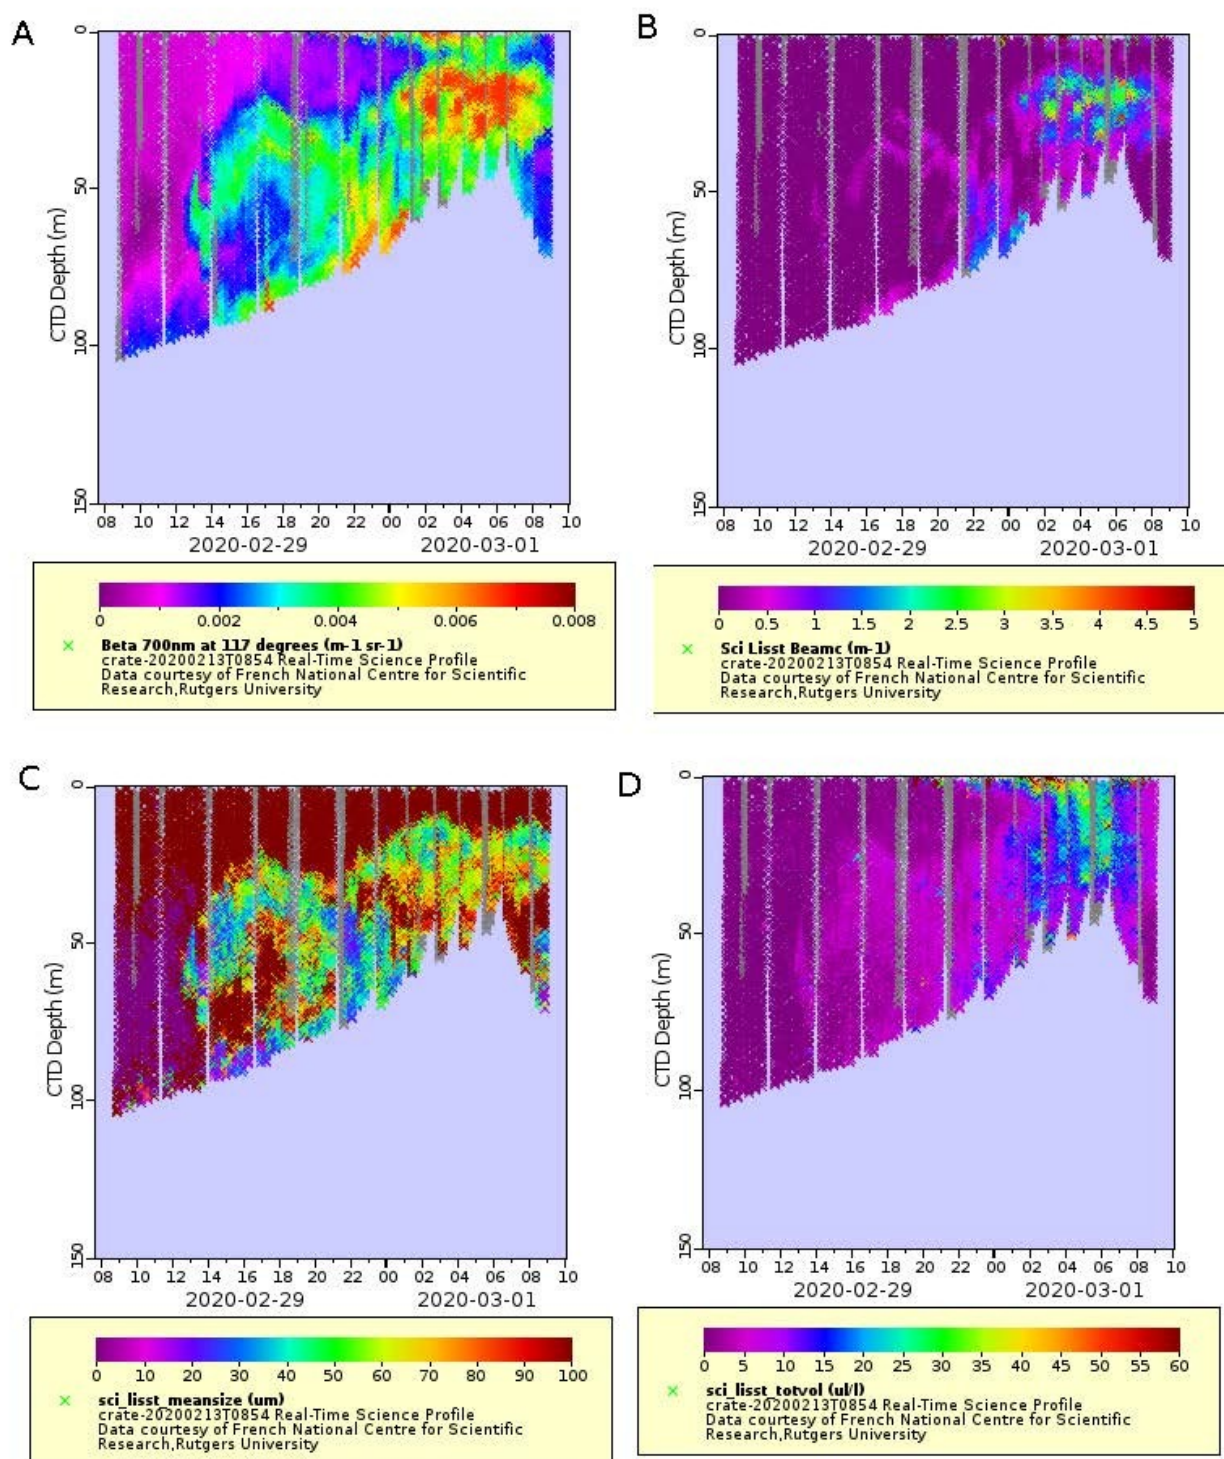 A
0
50
100
150
CTD Depth (m)
08 10 12 14 16 18 20 22 00 02 04 06 08 10
2020-02-29 2020-03-01
0 0.002 0.004 0.006 0.008
Beta 700nm at 117 degrees (m-1 sr-1)
crate-20200213T0854 Real-Time Science Profile
Data courtesy of French National Centre for Scientific
Research,Rutgers University
B
0
50
100
150
CTD Depth (m)
08 10 12 14 16 18 20 22 00 02 04 06 08 10
2020-02-29 2020-03-01
0 0.5 1 1.5 2 2.5 3 3.5 4 4.5 5
Sci Lisst Beamc (m-1)
crate-20200213T0854 Real-Time Science Profile
Data courtesy of French National Centre for Scientific
Research,Rutgers University
C
0
50
100
150
CTD Depth (m)
08 10 12 14 16 18 20 22 00 02 04 06 08 10
2020-02-29 2020-03-01
0 10 20 30 40 50 60 70 80 90 100
sci_lisst_meansize (um)
crate-20200213T0854 Real-Time Science Profile
Data courtesy of French National Centre for Scientific
Research,Rutgers University
D
0
50
100
150
CTD Depth (m)
08 10 12 14 16 18 20 22 00 02 04 06 08 10
2020-02-29 2020-03-01
0 5 10 15 20 25 30 35 40 45 50 55 60
sci_lisst_totvol (ul/l)
crate-20200213T0854 Real-Time Science Profile
Data courtesy of French National Centre for Scientific
Research,Rutgers University